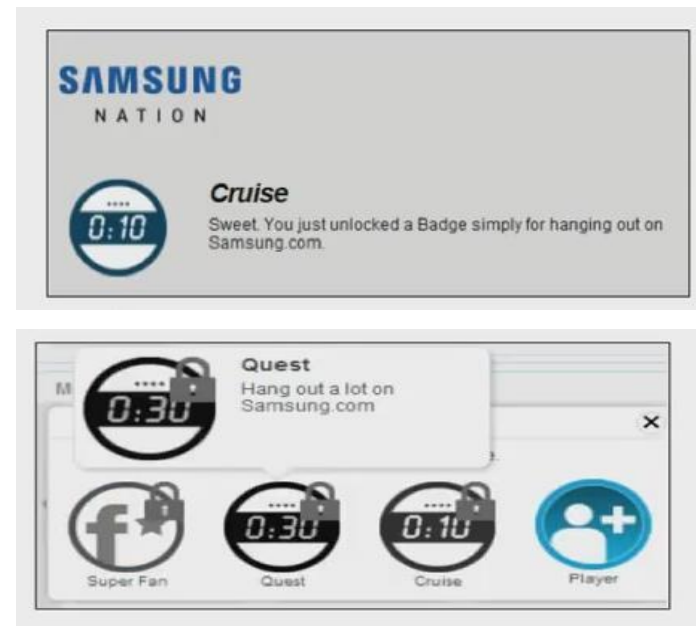 SAMSUNG
NATION
Cruise
0:10
Sweet. You just unlocked a Badge simply for hanging out on
Samsung.com.
Quest
Hang out a lot on
Samsung.com
0:30
M
e.
0:30
0:10
Super Fan
Quest
Cruise
Player